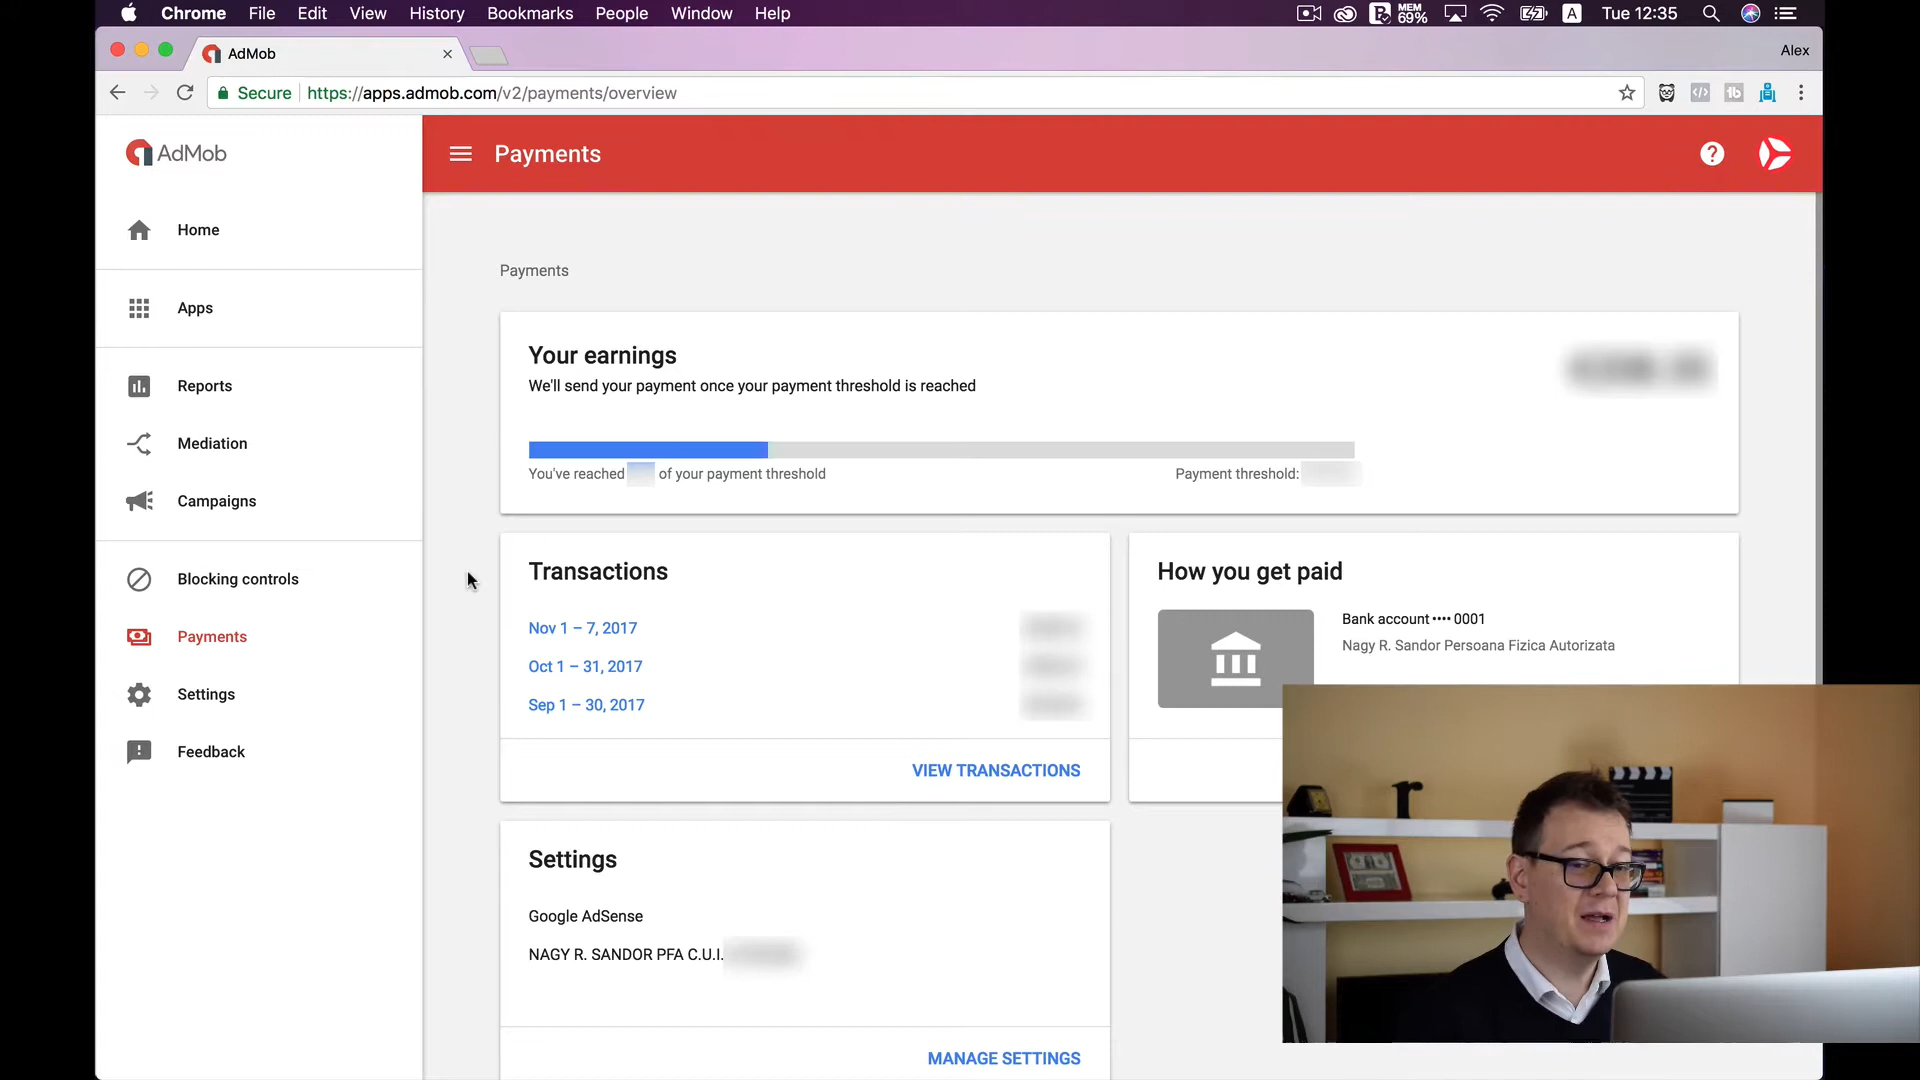 Chrome File Edit View History Bookmarks People Window Help MEM 69% A Tue 12:35
AdMob Alex
Secure https://apps.admob.com/v2/payments/overview
AdMob
Payments
Home
Apps
Reports
Mediation
Campaigns
Blocking controls
Payments
Settings
Feedback
Payments
Your earnings
We'll send your payment once your payment threshold is reached
You've reached of your payment threshold
Payment threshold:
Transactions
Nov 1 – 7, 2017
Oct 1 – 31, 2017
Sep 1 – 30, 2017
VIEW TRANSACTIONS
How you get paid
Bank account •••• 0001
Nagy R. Sandor Persoana Fizica Autorizata
Settings
Google AdSense
NAGY R. SANDOR PFA C.U.I.
MANAGE SETTINGS